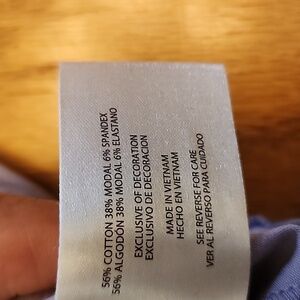 56% COTTON 38% MODAL 6% SPANDEX
56% ALGODÓN 38% MODAL 6% ELASTANO
EXCLUSIVE OF DECORATION
EXCLUSIVO DE DECORACION
MADE IN VIETNAM
HECHO EN VIETNAM
SEE REVERSE FOR CARE
VER AL REVERSO PARA CUIDADO